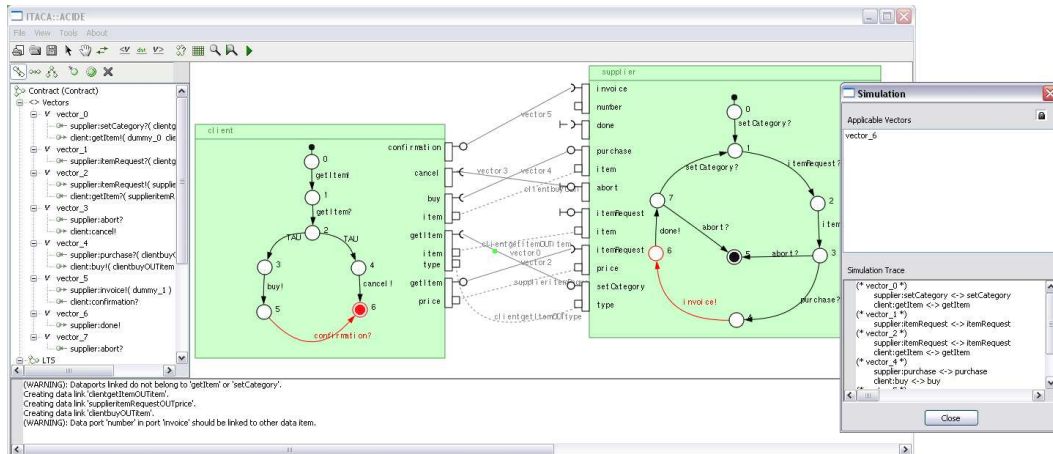 ITACA::ACIDE
File View Tools About
Contract (Contract)
<> Vectors
V vector_0
supplier:setCategory?( clientg
client:getItem!( dummy_0 clie
V vector_1
supplier:itemRequest?( clientg
V vector_2
supplier:itemRequest!( supplie
client:getItem?( supplieritemR
V vector_3
supplier:abort?
client:cancel!
V vector_4
supplier:purchase?( clientbuyO
client:buy!( clientbuyOUTitem
V vector_5
supplier:invoice!( dummy_1 )
client:confirmation?
V vector_6
supplier:done!
V vector_7
supplier:abort?
LTS
client
0
getItem!
1
getItem?
2
TAU
TAU
3
4
buy!
cancel!
5
6
confirmation?
confirmation
cancel
buy
item
getItem
item
type
getItem
price
vector5
vector3
vector4
clientgetItemOUTitem
vector0
vector2
clientgetItemOUTtype
supplier
invoice
number
done
purchase
item
abort
itemRequest
itemRequest
price
setCategory
type
0
setCategory?
1
setCategory?
itemRequest?
7
2
abort?
item
done!
6
5
abort?
3
invoice!
purchase?
4
(WARNING): Dataports linked do not belong to 'getItem' or 'setCategory'.
Creating data link 'clientgetItemOUTitem'.
Creating data link 'supplieritemRequestOUTprice'.
Creating data link 'clientbuyOUTitem'.
(WARNING): Data port 'number' in port 'invoice' should be linked to other data item.
Simulation
Applicable Vectors
vector_6
Simulation Trace
(* vector_0 *)
supplier:setCategory <-> setCategory
client:getItem <-> getItem
(* vector_1 *)
supplier:itemRequest <-> itemRequest
(* vector_2 *)
supplier:itemRequest <-> itemRequest
client:getItem <-> getItem
(* vector_4 *)
supplier:purchase <-> purchase
client:buy <-> buy
Close